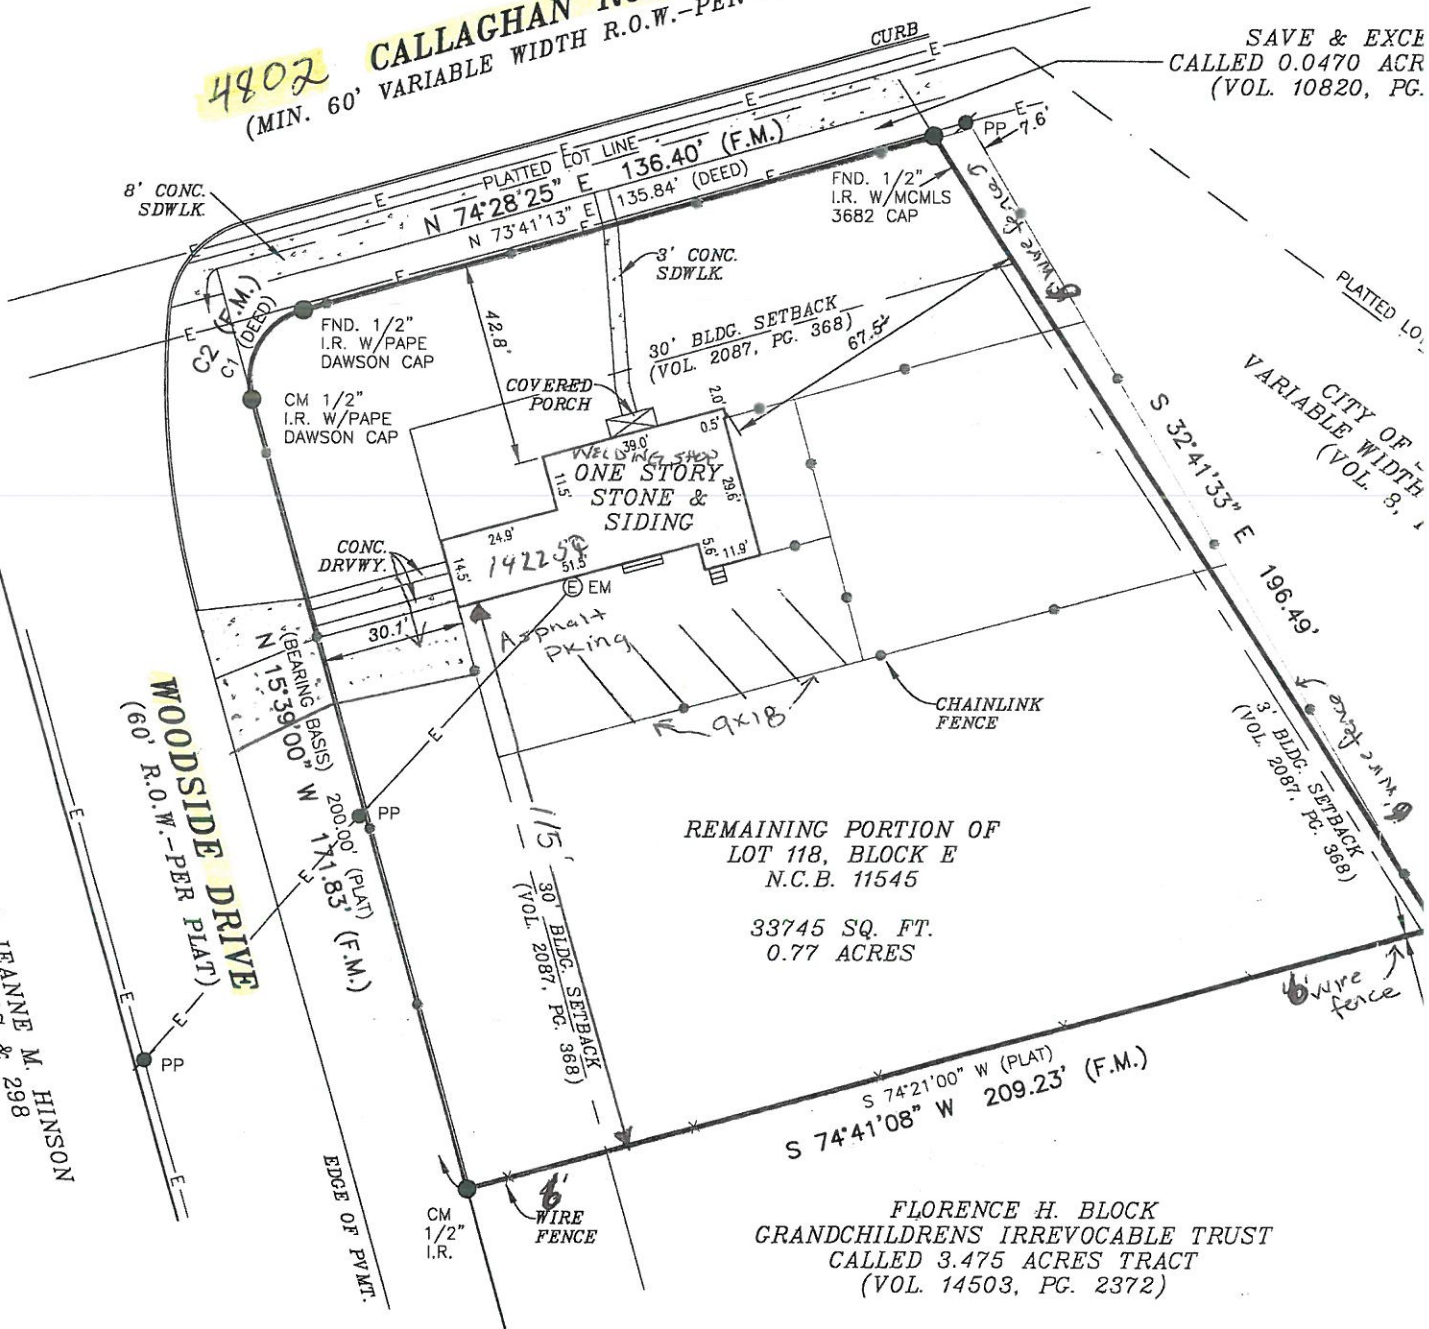 4802 CALLAGHAN
(MIN. 60' VARIABLE WIDTH R.O.W.-PER
CURB
SAVE & EXCE
CALLED 0.0470 ACR
(VOL. 10820, PG.
8' CONC.
SDWLK.
PLATTED LOT LINE
N 74°28'25" E 136.40' (F.M.)
N 73°41'13" E 135.84' (DEED)
PP
7.6'
FND. 1/2"
I.R. W/MCMLS
3682 CAP
6' wire fence
3' CONC.
SDWLK.
C2 (F.M.)
C1 (DEED)
FND. 1/2"
I.R. W/PAPE
DAWSON CAP
42.8'
30' BLDG. SETBACK
(VOL. 2087, PG. 368)
67.5'
PLATTED LO
CM 1/2"
I.R. W/PAPE
DAWSON CAP
COVERED
PORCH
2.0'
0.5'
CITY OF
VARIABLE WIDTH
(VOL. 8,
S 32°41'33" E 196.49'
39.0'
WELDING SHOP
ONE STORY
STONE &
SIDING
11.5'
29.6'
24.9'
5.6'
11.9'
CONC.
DRVWY.
14.5'
1422 SF
51.5'
E EM
30.1'
Asphalt
PKing
9x18
CHAINLINK
FENCE
WOODSIDE DRIVE
(60' R.O.W.-PER PLAT)
(BEARING BASIS) 200.00' (PLAT)
N 15°39'00" W 171.83' (F.M.)
PP
115'
30' BLDG. SETBACK
(VOL. 2087, PG. 368)
REMAINING PORTION OF
LOT 118, BLOCK E
N.C.B. 11545
33745 SQ. FT.
0.77 ACRES
3' BLDG. SETBACK
(VOL. 2087, PG. 368)
6' wire fence
6' wire
fence
JEANNE M. HINSON
& 298
PP
S 74°21'00" W (PLAT)
S 74°41'08" W 209.23' (F.M.)
EDGE OF PVMT.
CM
1/2"
I.R.
6'
WIRE
FENCE
FLORENCE H. BLOCK
GRANDCHILDRENS IRREVOCABLE TRUST
CALLED 3.475 ACRES TRACT
(VOL. 14503, PG. 2372)